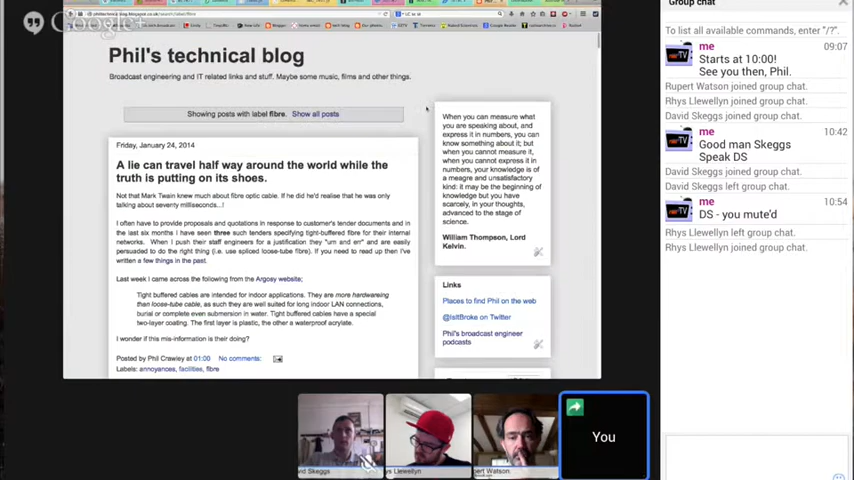 Google+
philstechnical-blog.blogspot.co.uk/search/label/fibre
Phil's technical blog
Broadcast engineering and IT related links and stuff. Maybe some music, films and other things.
Showing posts with label fibre. Show all posts
Friday, January 24, 2014
A lie can travel half way around the world while the
truth is putting on its shoes.
Not that Mark Twain knew much about fibre optic cable. If he did he'd realise that he was only
talking about seventy milliseconds...!
I often have to provide proposals and quotations in response to customer's tender documents and in
the last six months I have seen three such tenders specifying tight-buffered fibre for their internal
networks. When I push their staff engineers for a justification they "um and err" and are easily
persuaded to do the right thing (i.e. use spliced loose-tube fibre). If you need to read up then I've
written a few things in the past.
Last week I came across the following from the Argosy website;
Tight buffered cables are intended for indoor applications. They are more hardwearing
than loose-tube cable, as such they are well suited for long indoor LAN connections,
burial or complete even submersion in water. Tight buffered cables have a special
two-layer coating. The first layer is plastic, the other a waterproof acrylate.
I wonder if this mis-information is their doing?
Posted by Phil Crawley at 01:00 No comments:
Labels: annoyances, facilities, fibre
When you can measure what
you are speaking about, and
express it in numbers, you can
know something about it; but
when you cannot measure it,
when you cannot express it in
numbers, your knowledge is of
a meagre and unsatisfactory
kind: it may be the beginning of
knowledge but you have
scarcely, in your thoughts,
advanced to the stage of
science.
William Thompson, Lord
Kelvin.
Links
Places to find Phil on the web
@IsItBroke on Twitter
Phil's broadcast engineer
podcasts
David Skeggs
Rhys Llewellyn
Rupert Watson
You
Group chat
To list all available commands, enter "/?".
me 09:07
Starts at 10:00!
See you then, Phil.
Rupert Watson joined group chat.
Rhys Llewellyn joined group chat.
David Skeggs joined group chat.
me 10:42
Good man Skeggs
Speak DS
David Skeggs joined group chat.
David Skeggs left group chat.
me 10:54
DS - you mute'd
Rhys Llewellyn left group chat.
Rhys Llewellyn joined group chat.